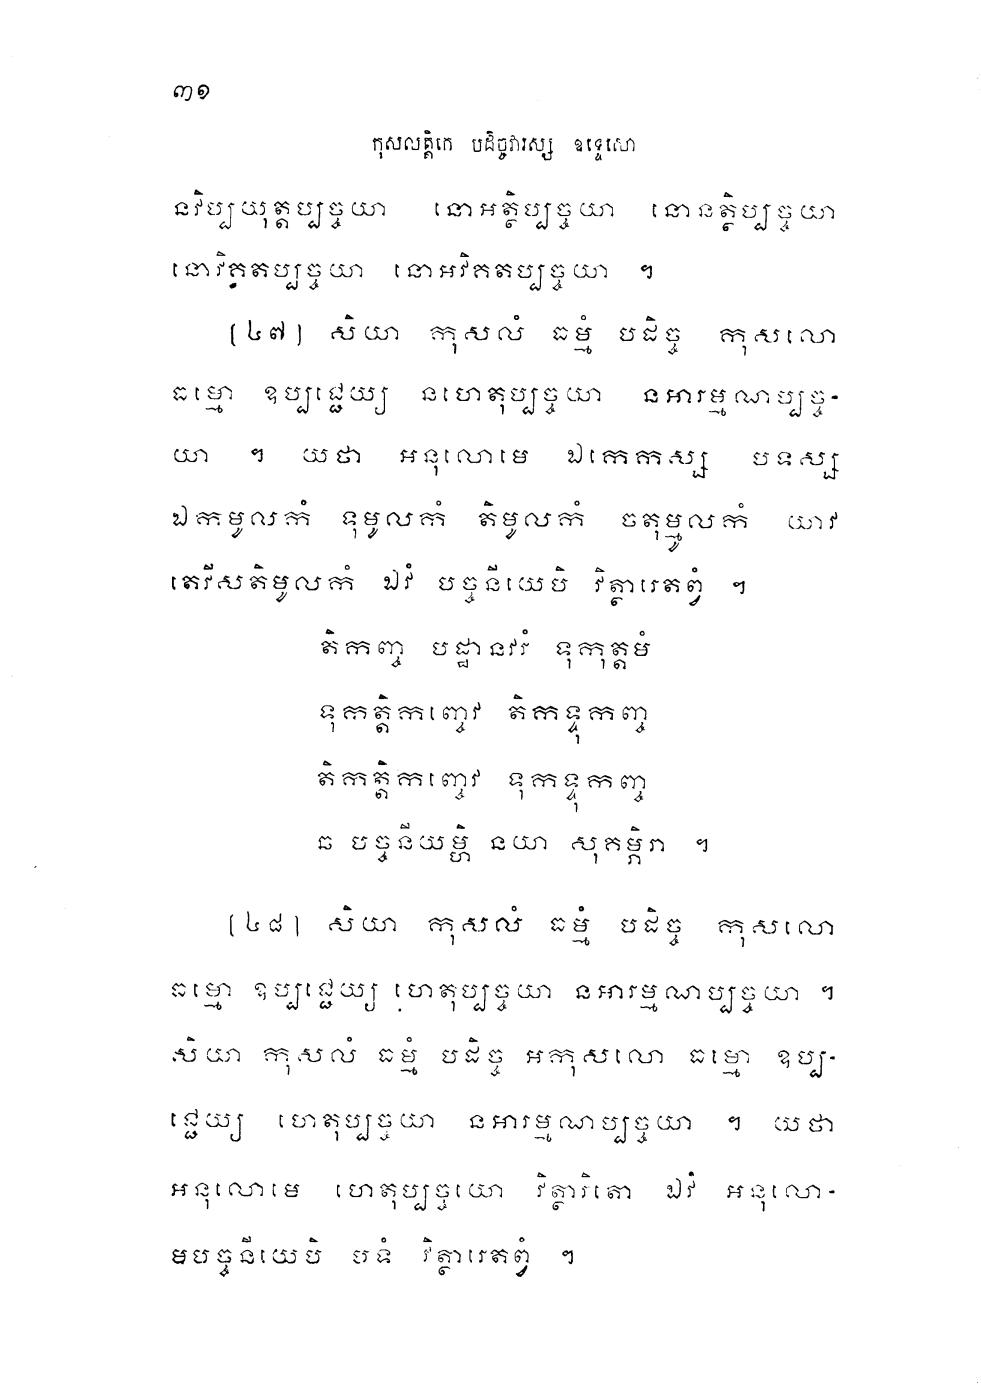 ៣១
កុសលត្តិកេ បដិច្ចវារស្ស ឧទ្ទេសោ
នវិប្បយុត្តប្បច្ចយា នោអត្ថិប្បច្ចយា នោនត្ថិប្បច្ចយា
នោវិគតប្បច្ចយា នោអវិគតប្បច្ចយា ។
[៤៧] សិយា កុសលំ ធម្មំ បដិច្ច កុសលោ
ធម្មោ ឧប្បជ្ជេយ្យ នហេតុប្បច្ចយា នអារម្មណប្បច្ច-
យា ។ យថា អនុលោមេ ឯកេកស្ស បទស្ស
ឯកមូលកំ ទុមូលកំ តិមូលកំ ចតុម្មូលកំ យាវ
តេវីសតិមូលកំ ឯវំ បច្ចនីយេបិ វិត្ថារេតព្វំ ។
តិកញ្ច បដ្ឋានវរំ ទុកុត្តមំ
ទុកត្តិកញ្ចេវ តិកទ្ទុកញ្ច
តិកត្តិកញ្ចេវ ទុកទ្ទុកញ្ច
ឆ បច្ចនីយម្ហិ នយា សុគម្ភិរា ។
[៤៨] សិយា កុសលំ ធម្មំ បដិច្ច កុសលោ
ធម្មោ ឧប្បជ្ជេយ្យ ហេតុប្បច្ចយា នអារម្មណប្បច្ចយា ។
សិយា កុសលំ ធម្មំ បដិច្ច អកុសលោ ធម្មោ ឧប្ប-
ជ្ជេយ្យ ហេតុប្បច្ចយា នអារម្មណប្បច្ចយា ។ យថា
អនុលោមេ ហេតុប្បច្ចយោ វិត្ថារិតោ ឯវំ អនុលោ-
មបច្ចនីយេបិ បទំ វិត្ថារេតព្វំ ។